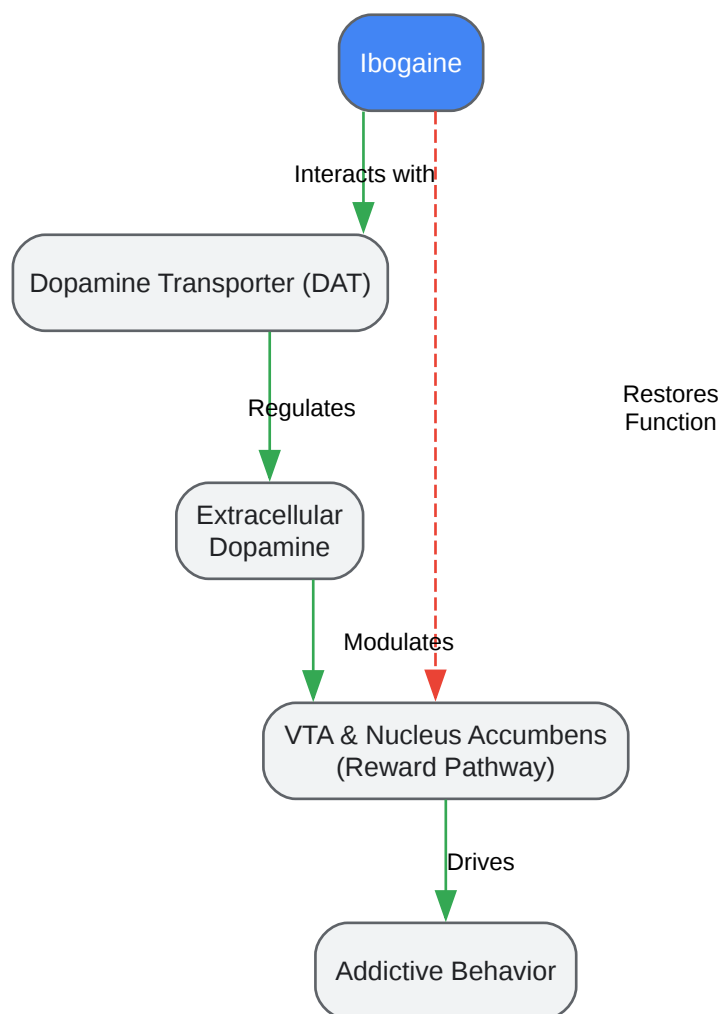 Ibogaine
Interacts with
Dopamine Transporter (DAT)
Restores
Function
Regulates
Extracellular
Dopamine
Modulates
VTA & Nucleus Accumbens
(Reward Pathway)
Drives
Addictive Behavior